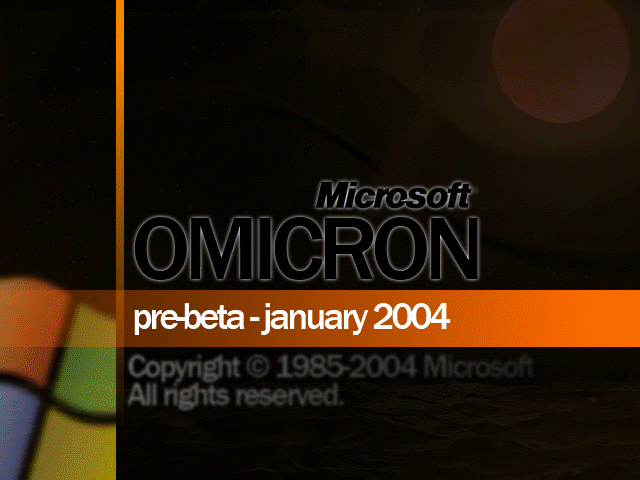 Microsoft
OMICRON
pre-beta - january 2004
Copyright © 1985-2004 Microsoft
All rights reserved.